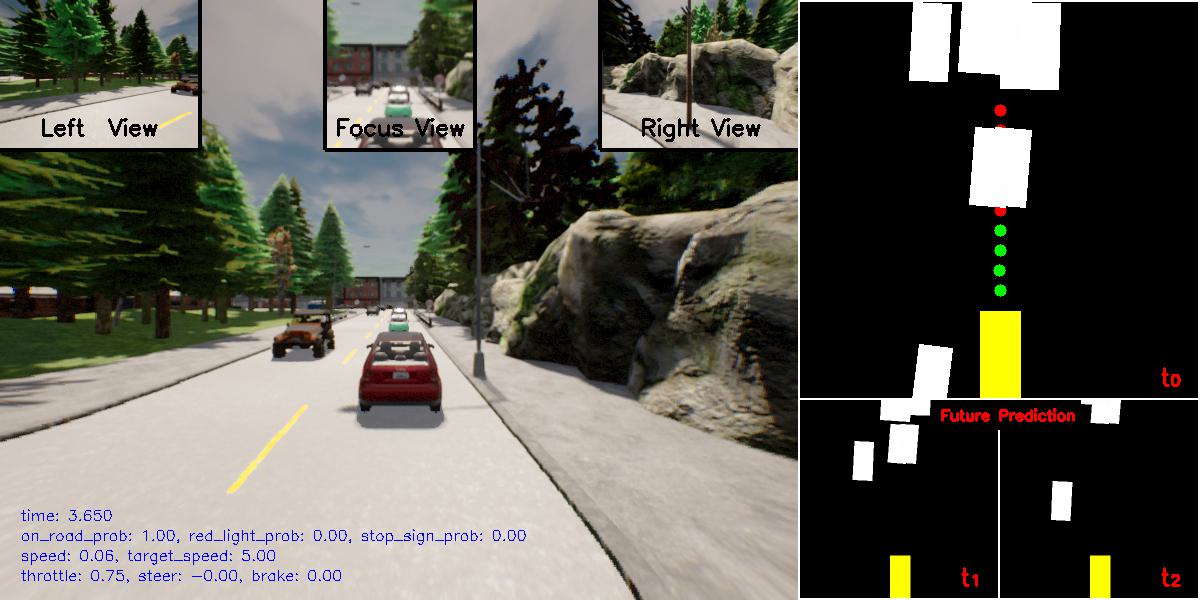 Left View
Focus View
Right View
t0
Future Prediction
t1
t2
time: 3.650
on_road_prob: 1.00, red_light_prob: 0.00, stop_sign_prob: 0.00
speed: 0.06, target_speed: 5.00
throttle: 0.75, steer: −0.00, brake: 0.00